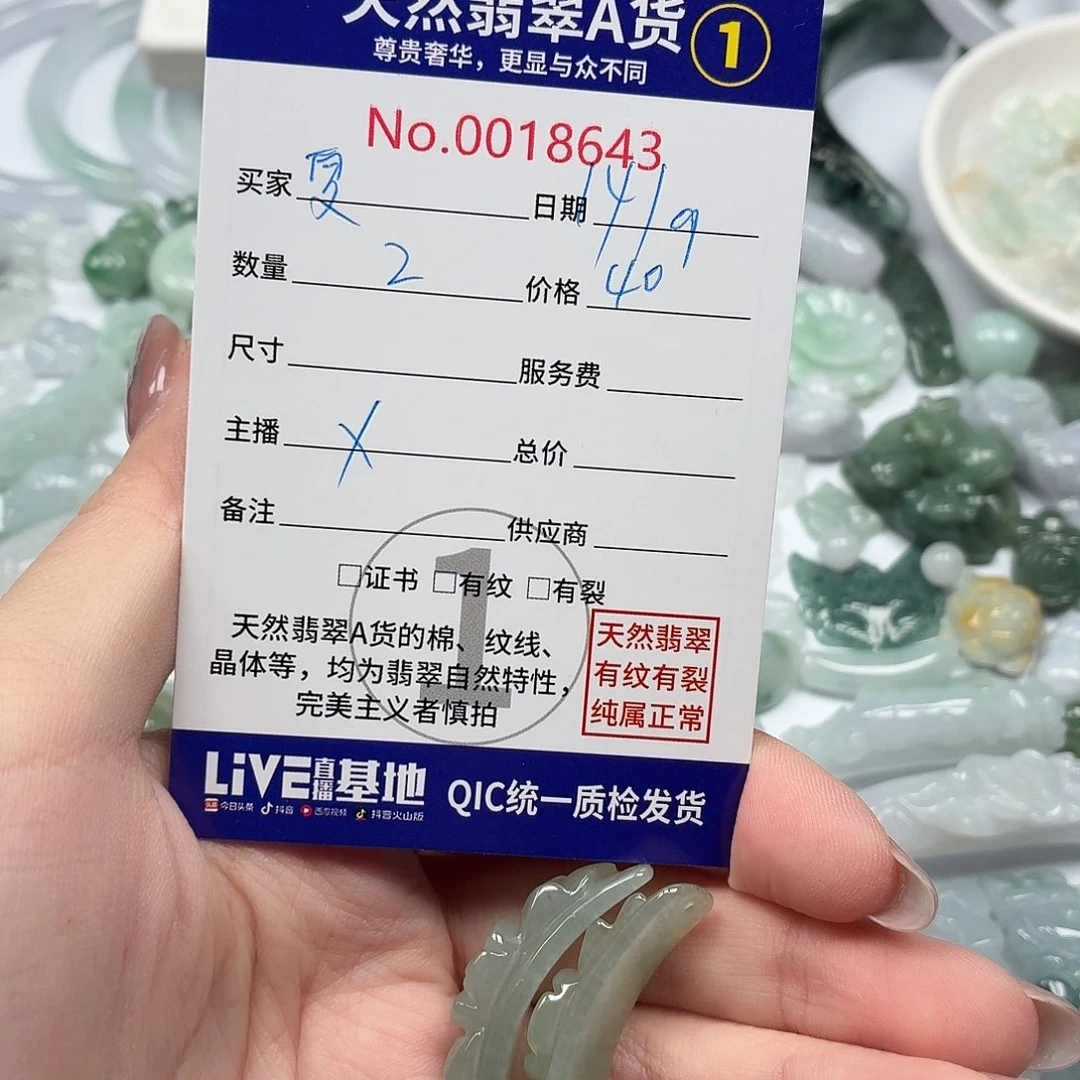 天然翡翠A货 1
尊贵奢华，更显与众不同
No.0018643
买家 夏 日期 14/9
数量 2 价格 40
尺寸 服务费
主播 X 总价
备注 供应商
1
□证书 □有纹 □有裂
天然翡翠A货的棉、纹线、
晶体等，均为翡翠自然特性，
完美主义者慎拍
天然翡翠
有纹有裂
纯属正常
LiVE直播基地 QIC统一质检发货
头条 今日头条 抖音 西瓜视频 抖音火山版